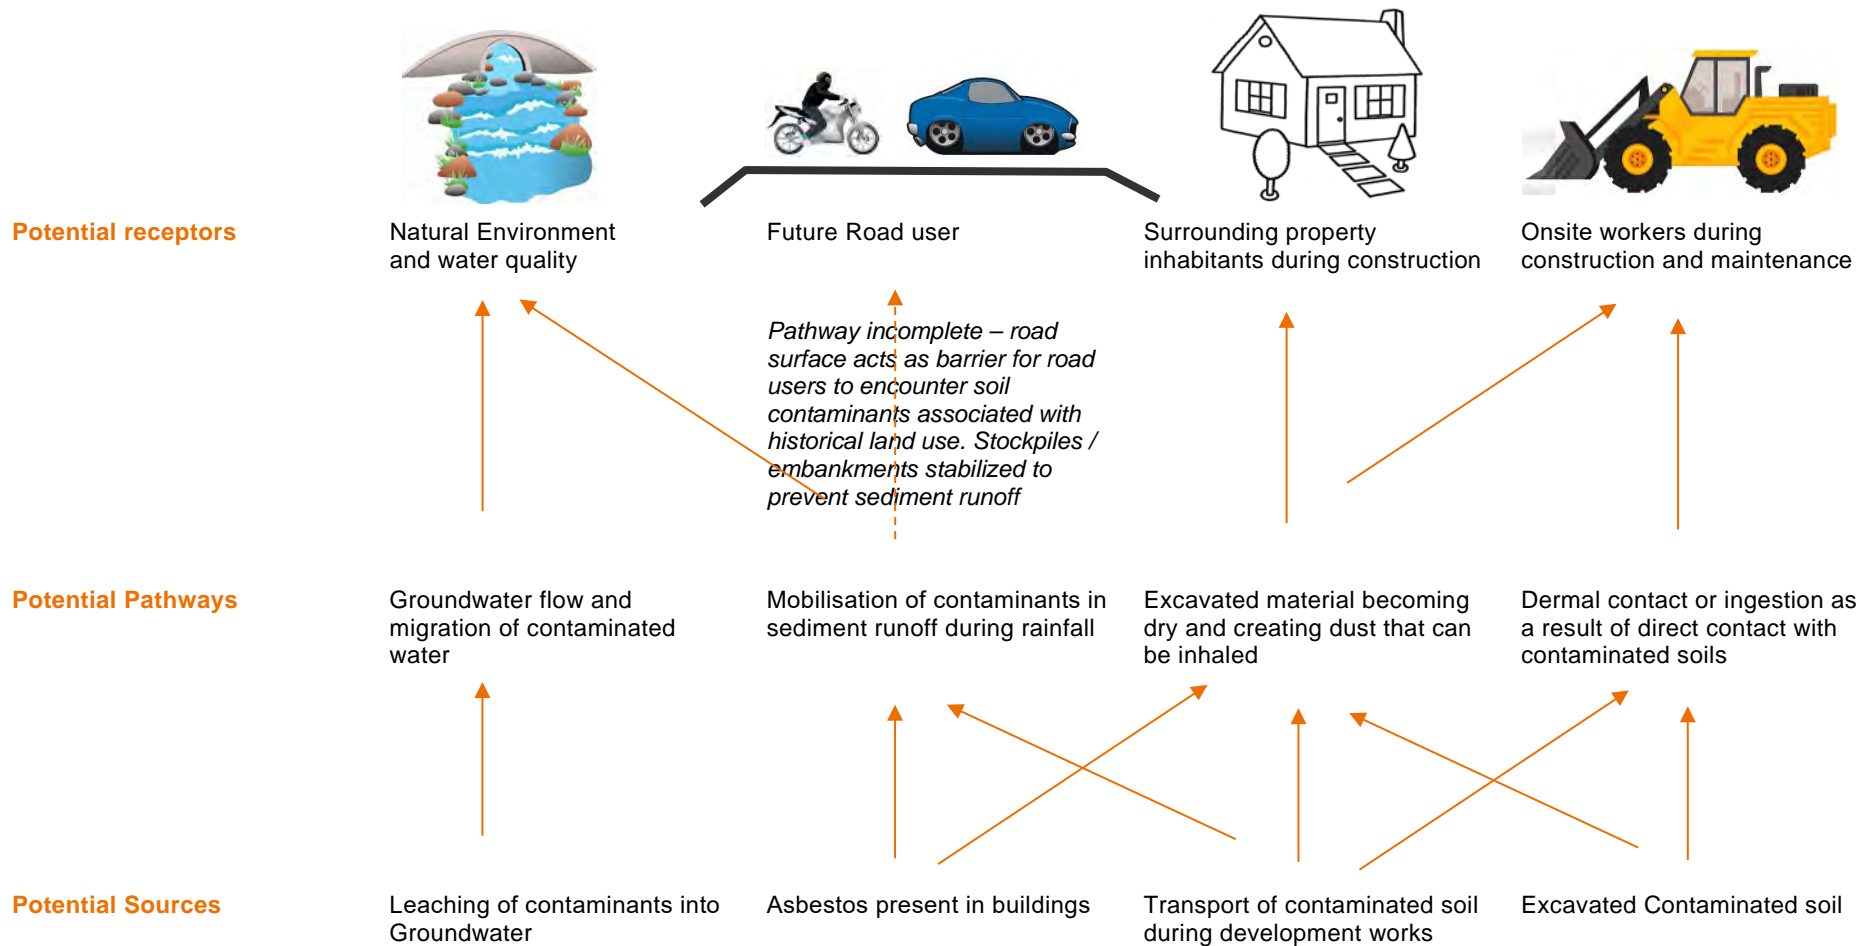 Potential receptors
Natural Environment
and water quality
Future Road user
Surrounding property
inhabitants during construction
Onsite workers during
construction and maintenance
Pathway incomplete – road
surface acts as barrier for road
users to encounter soil
contaminants associated with
historical land use. Stockpiles /
embankments stabilized to
prevent sediment runoff
Potential Pathways
Groundwater flow and
migration of contaminated
water
Mobilisation of contaminants in
sediment runoff during rainfall
Excavated material becoming
dry and creating dust that can
be inhaled
Dermal contact or ingestion as
a result of direct contact with
contaminated soils
Potential Sources
Leaching of contaminants into
Groundwater
Asbestos present in buildings
Transport of contaminated soil
during development works
Excavated Contaminated soil